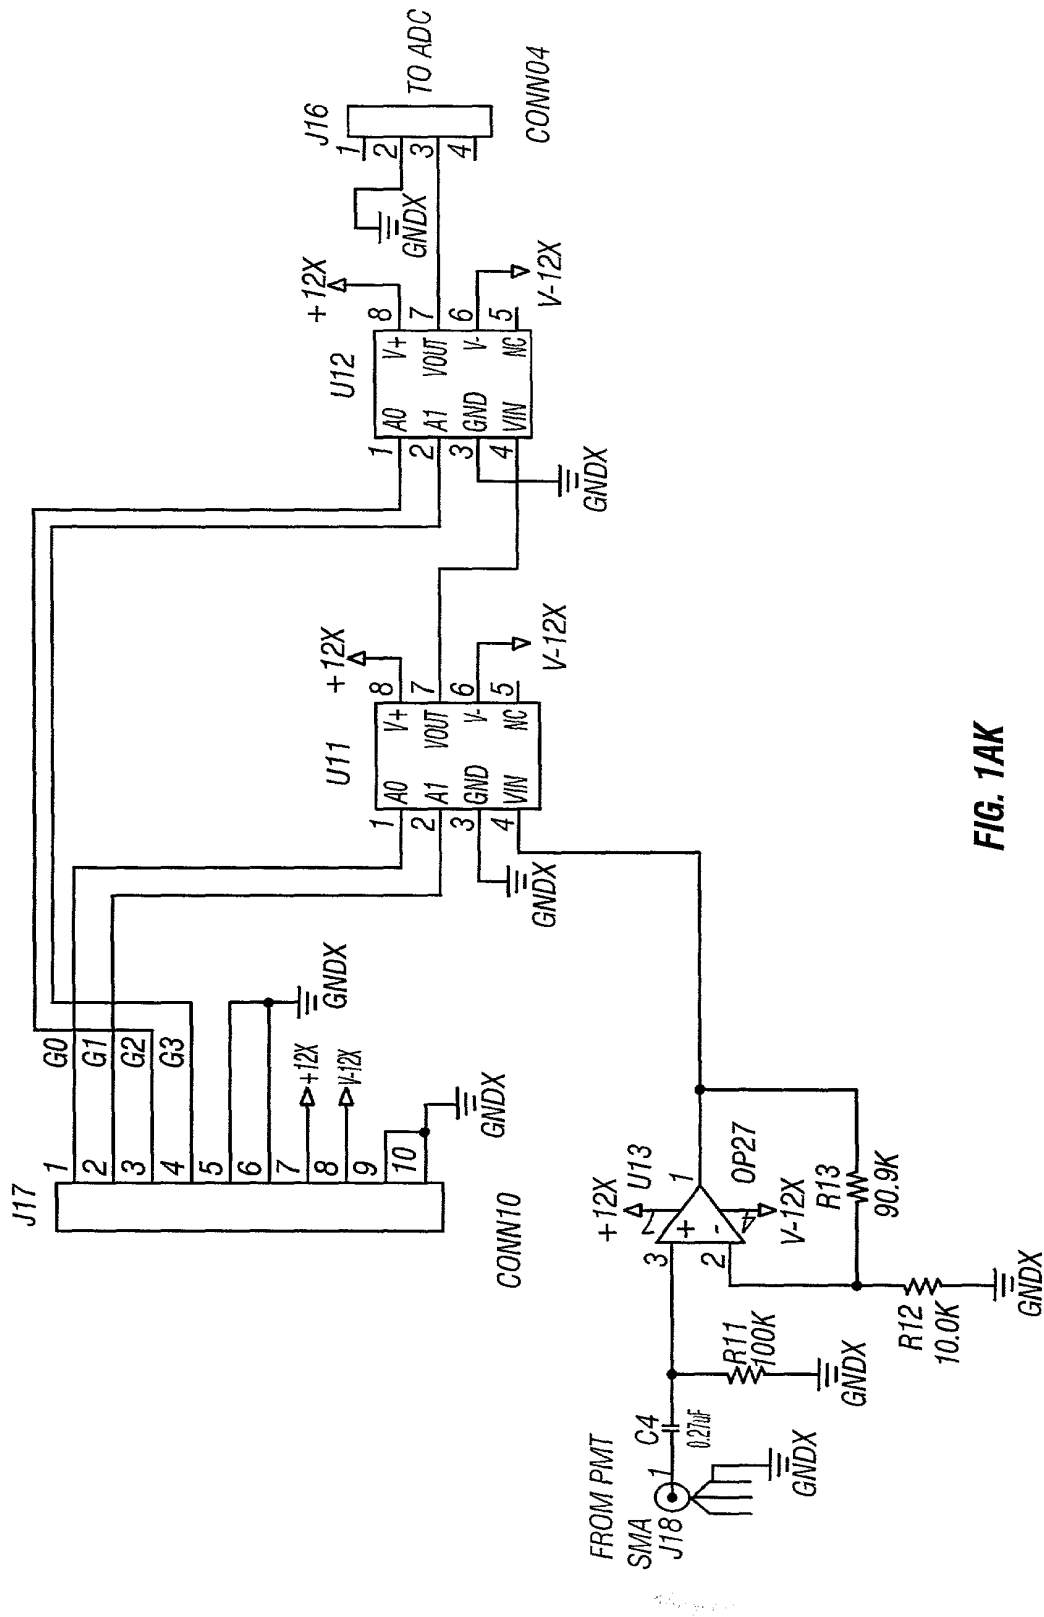 J17
CONN10
1
2
3
4
5
6
7
8
9
10
G0
G1
G2
G3
GNDX
+12X
V-12X
GNDX
FROM PMT
SMA
J18
1
GNDX
C4
0.27uF
R11
100K
GNDX
3
2
+
-
1
7
4
+12X
U13
OP27
V-12X
R13
90.9K
R12
10.0K
GNDX
U11
1
2
3
4
A0
A1
GND
VIN
V+
VOUT
V-
NC
8
7
6
5
+12X
V-12X
GNDX
U12
1
2
3
4
A0
A1
GND
VIN
V+
VOUT
V-
NC
8
7
6
5
+12X
V-12X
GNDX
GNDX
J16
1
2
3
4
TO ADC
CONN04
FIG. 1AK